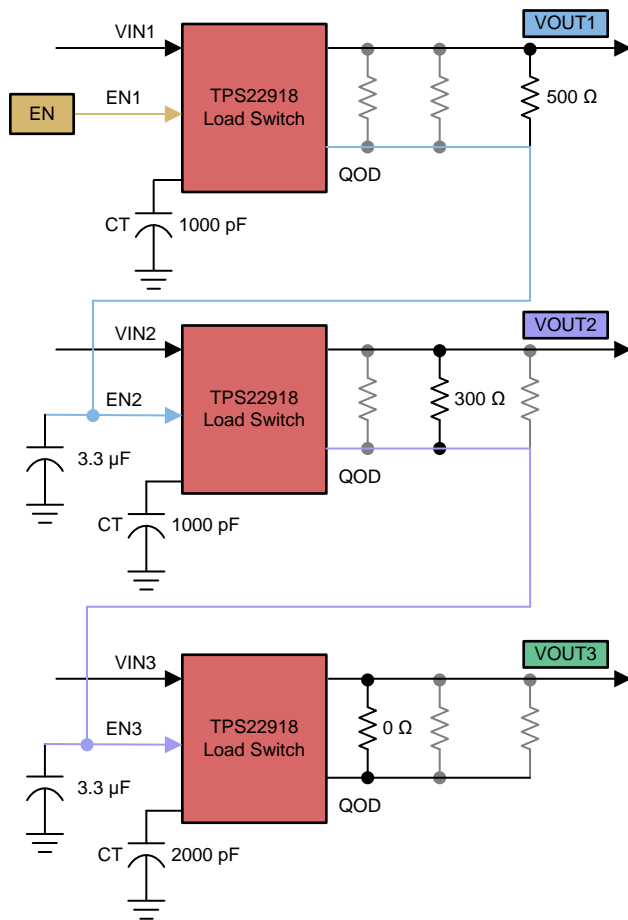 VOUT1
VIN1
TPS22918
Load Switch
EN
EN1
500 Ω
QOD
CT
1000 pF
VOUT2
VIN2
TPS22918
Load Switch
EN2
300 Ω
3.3 µF
QOD
CT
1000 pF
VOUT3
VIN3
TPS22918
Load Switch
EN3
0 Ω
3.3 µF
QOD
CT
2000 pF